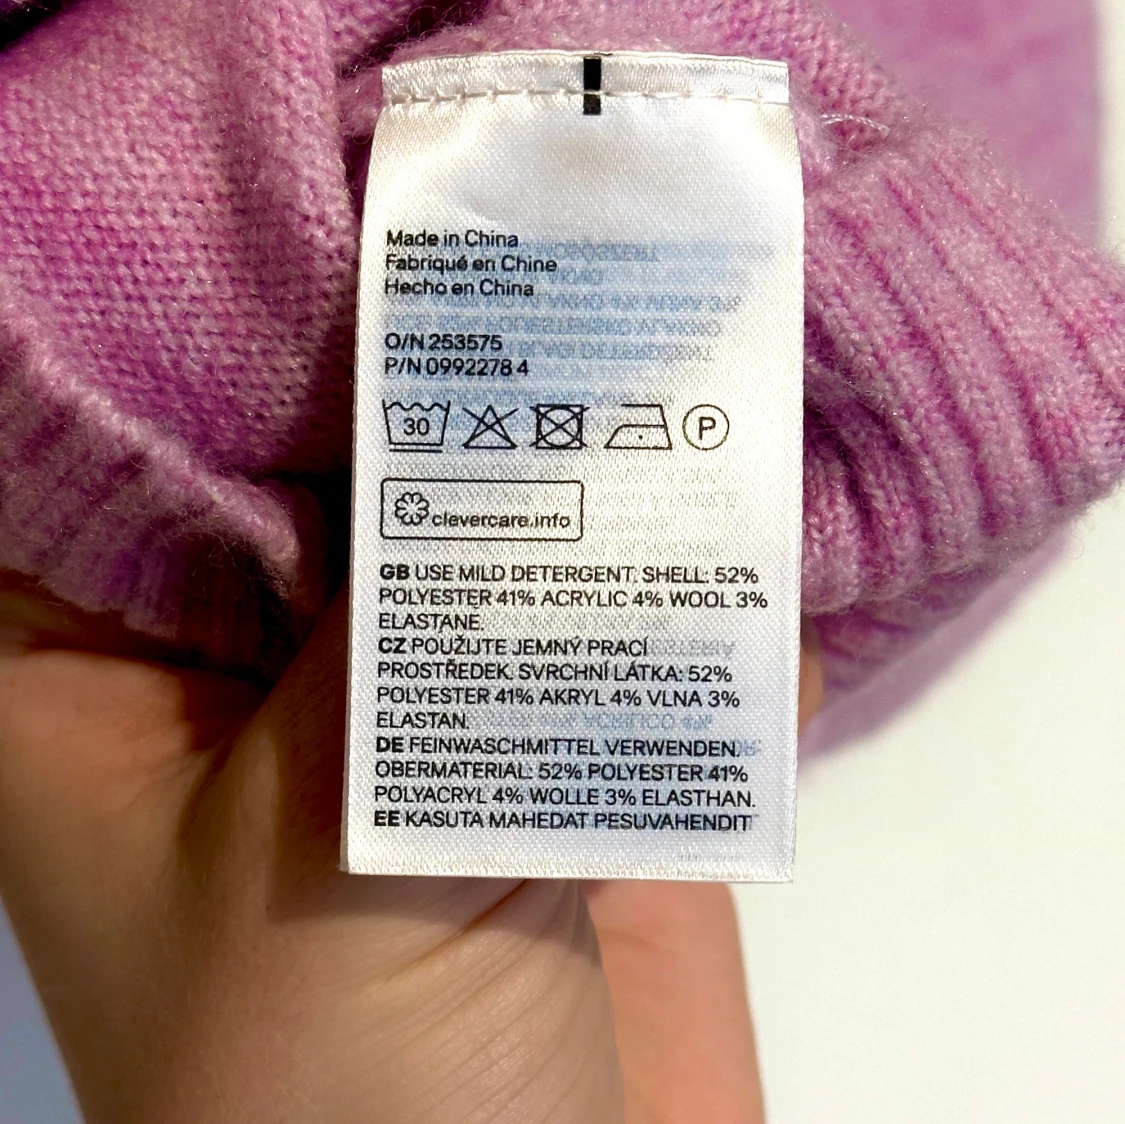 Made in China
Fabriqué en Chine
Hecho en China
O/N 253575
P/N 0992278 4
30 P
clevercare.info
GB USE MILD DETERGENT. SHELL: 52%
POLYESTER 41% ACRYLIC 4% WOOL 3%
ELASTANE.
CZ POUŽIJTE JEMNÝ PRACÍ
PROSTŘEDEK. SVRCHNÍ LÁTKA: 52%
POLYESTER 41% AKRYL 4% VLNA 3%
ELASTAN.
DE FEINWASCHMITTEL VERWENDEN.
OBERMATERIAL: 52% POLYESTER 41%
POLYACRYL 4% WOLLE 3% ELASTHAN.
EE KASUTA MAHEDAT PESUVAHENDIT